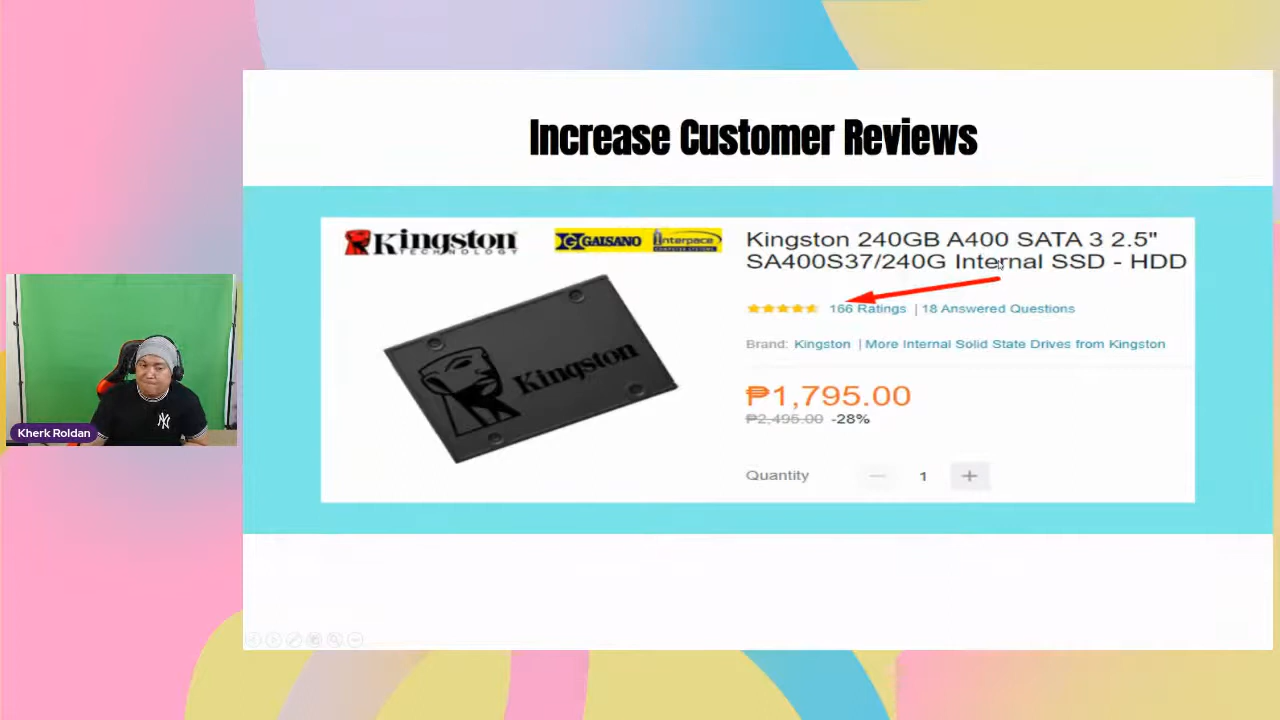 Increase Customer Reviews
Kingston
TECHNOLOGY
GAISANO
interpace
COMPUTER SYSTEMS
Kingston 240GB A400 SATA 3 2.5"
SA400S37/240G Internal SSD - HDD
166 Ratings | 18 Answered Questions
Brand: Kingston | More Internal Solid State Drives from Kingston
₱1,795.00
₱2,495.00 -28%
Quantity 1
Kingston
NY
Kherk Roldan